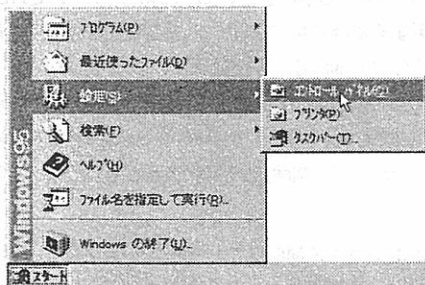 プログラム(P)
最近使ったファイル(D)
設定(S)
検索(F)
ヘルプ(H)
ファイル名を指定して実行(R)...
Windows の終了(U)...
コントロール パネル(C)
プリンタ(P)
タスクバー(T)...
Windows95
スタート